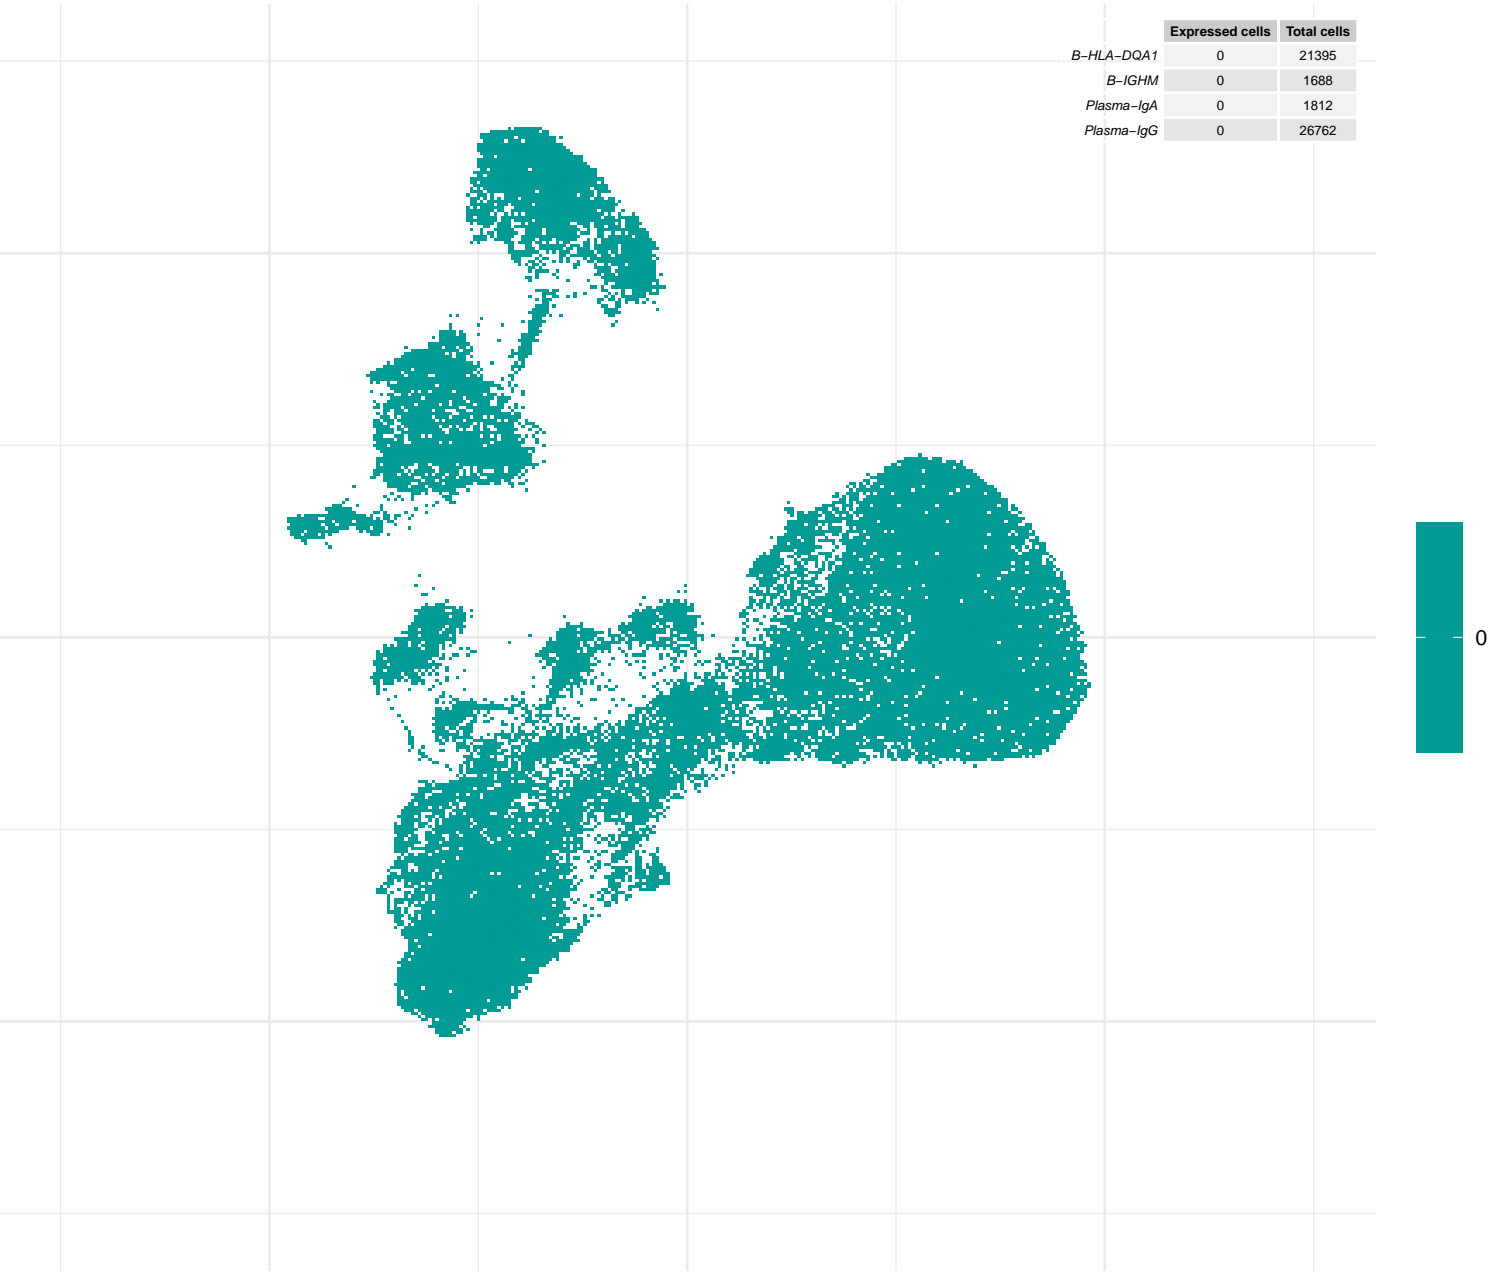 Expressed cells Total cells
B−HLA−DQA1 0 21395
B−IGHM 0 1688
Plasma−IgA 0 1812
Plasma−IgG 0 26762
0